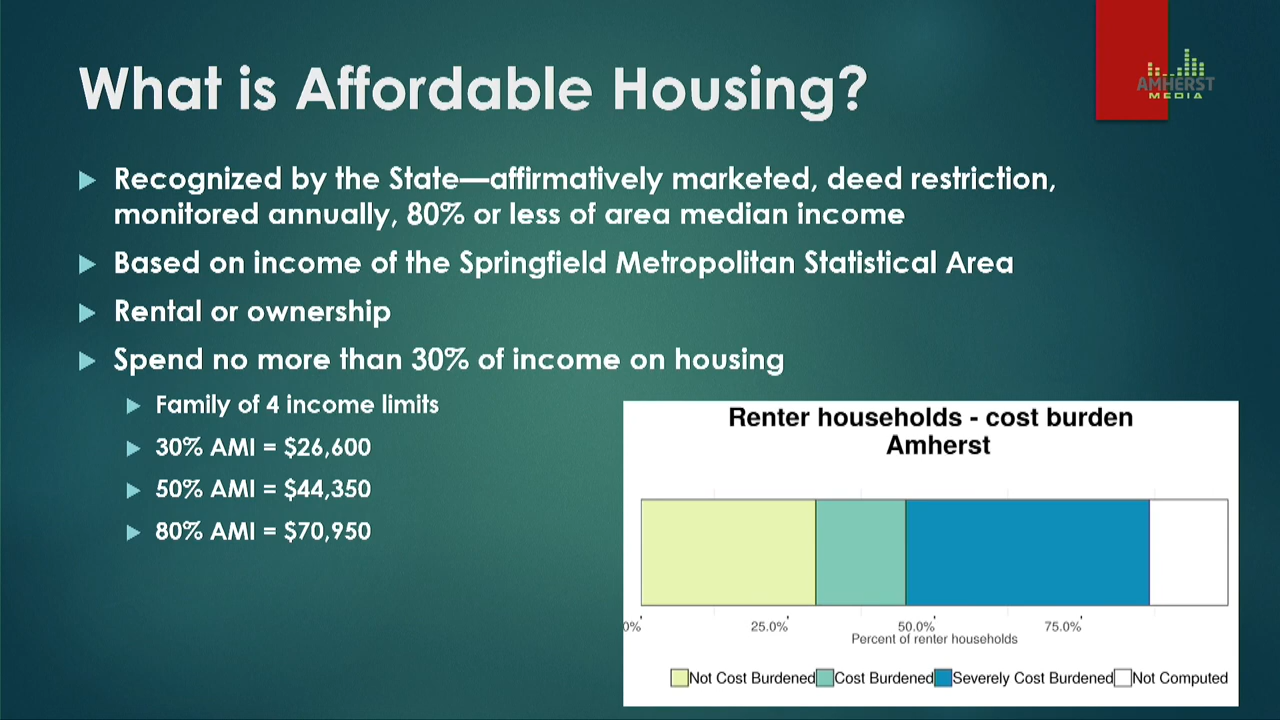 What is Affordable Housing?
AMHERST
MEDIA
Recognized by the State—affirmatively marketed, deed restriction,
monitored annually, 80% or less of area median income
Based on income of the Springfield Metropolitan Statistical Area
Rental or ownership
Spend no more than 30% of income on housing
Family of 4 income limits
30% AMI = $26,600
50% AMI = $44,350
80% AMI = $70,950
Renter households - cost burden
Amherst
0% 25.0% 50.0% 75.0%
Percent of renter households
Not Cost Burdened Cost Burdened Severely Cost Burdened Not Computed